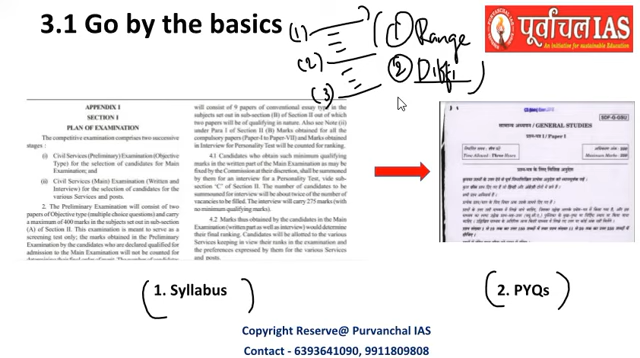 3.1 Go by the basics
(1)
(2)
(3)
1 Range
2 Diffi
पूर्वांचल IAS
An Initiative for Sustainable Education
APPENDIX I
SECTION I
PLAN OF EXAMINATION
The competitive examination comprises two successive
stages:
(i) Civil Services (Preliminary) Examination (Objective
Type) for the selection of candidates for Main
Examination; and
(ii) Civil Services (Main) Examination (Written and
Interview) for the selection of candidates for the
various Services and posts.
2. The Preliminary Examination will consist of two
papers of Objective type (multiple choice questions) and
carry a maximum of 400 marks in the subjects set out in sub-
section (A) of Section II. This examination is meant to serve as
a screening test only; the marks obtained in the Preliminary
Examination by the candidates who are declared qualified for
admission to the Main Examination will not be counted for
will consist of 9 papers of conventional essay type in the
subjects set out in sub-section (B) of Section II out of which
two papers will be of qualifying in nature. Also see Note (ii)
under Para I of Section II (B) Marks obtained for all the
compulsory papers (Paper-I to Paper-VII) and Marks obtained
in Interview for Personality Test will be counted for ranking.
4.1. Candidates who obtain such minimum qualifying
marks in the written part of the Main Examination as may be
fixed by the Commission at their discretion, shall be summoned
by them for an interview for a Personality Test, vide
sub-section 'C' of Section II. The number of candidates to be
summoned for interview will be about twice of the number of
vacancies to be filled. The interview will carry 275 marks (with
no minimum qualifying marks).
4.2 Marks thus obtained by the candidates in the Main
Examination (written part as well as interview) would determine
their final ranking. Candidates will be allotted to the various
Services keeping in view their ranks in the examination and
the preferences expressed by them for the various Services
and posts.
SDF-G-GSU
सामान्य अध्ययन / GENERAL STUDIES
प्रश्न-पत्र I / Paper I
Time Allowed : Three Hours
Maximum Marks : 250
1. Syllabus
2. PYQs
Copyright Reserve@ Purvanchal IAS
Contact - 6393641090, 9911809808